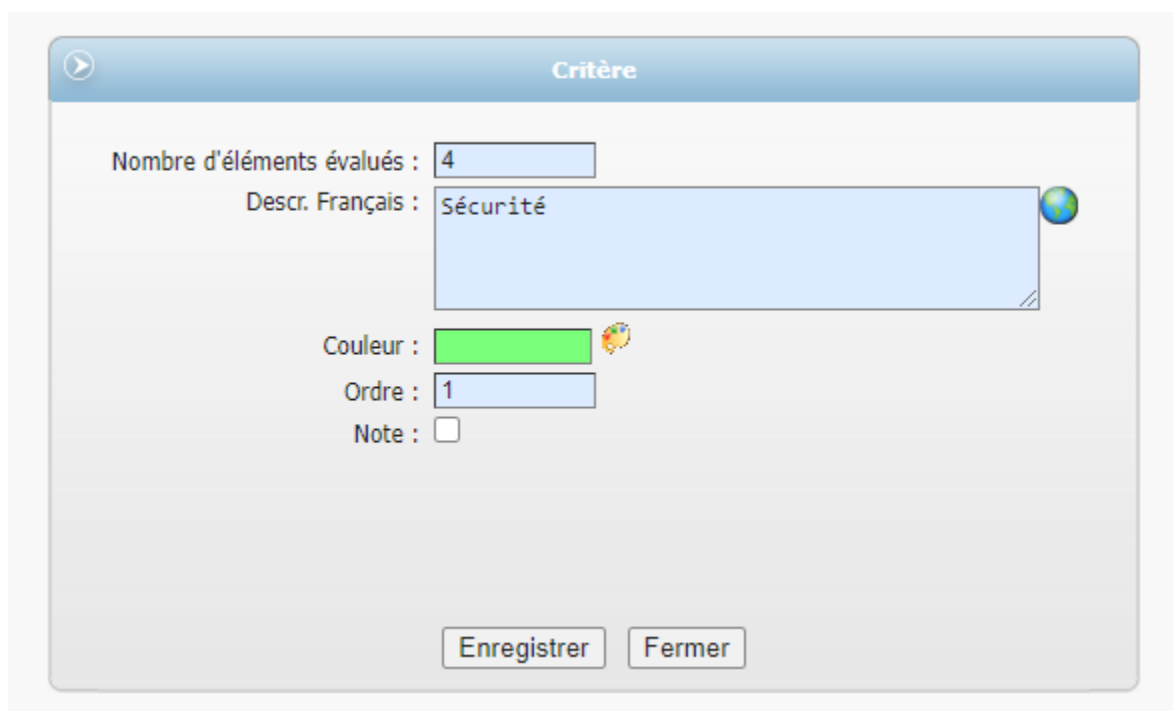 Critère
Nombre d'éléments évalués : 4
Descr. Français : Sécurité
Couleur :
Ordre : 1
Note :
Enregistrer Fermer